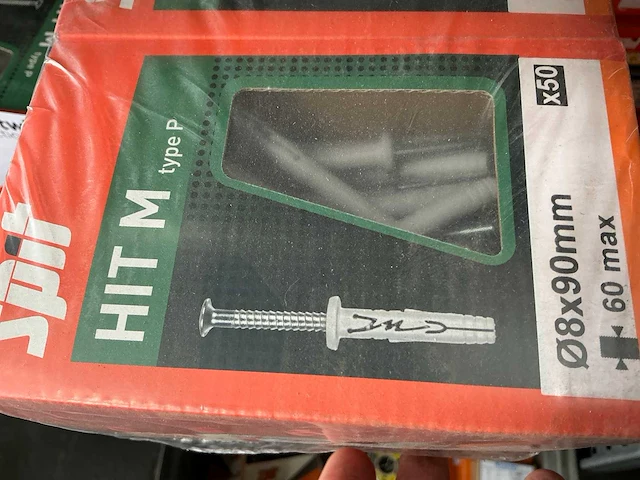 spit
HIT M type P
x50
Ø8x90mm
60 max